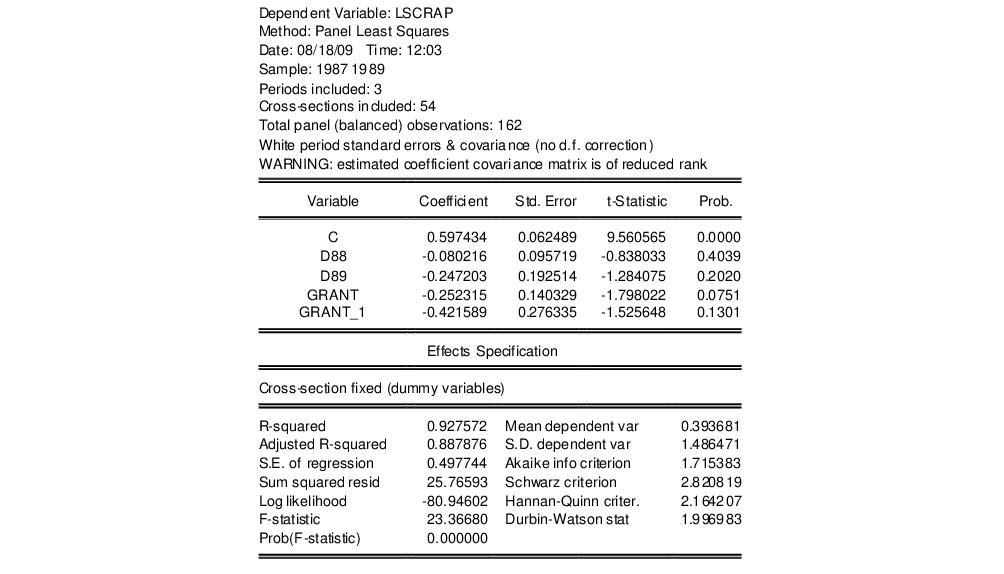 Dependent Variable: LSCRAP
Method: Panel Least Squares
Date: 08/18/09 Time: 12:03
Sample: 1987 1989
Periods included: 3
Cross-sections included: 54
Total panel (balanced) observations: 162
White period standard errors & covariance (no d.f. correction)
WARNING: estimated coefficient covariance matrix is of reduced rank
Variable Coefficient Std. Error t-Statistic Prob.
C 0.597434 0.062489 9.560565 0.0000
D88 -0.080216 0.095719 -0.838033 0.4039
D89 -0.247203 0.192514 -1.284075 0.2020
GRANT -0.252315 0.140329 -1.798022 0.0751
GRANT_1 -0.421589 0.276335 -1.525648 0.1301
Effects Specification
Cross-section fixed (dummy variables)
R-squared 0.927572 Mean dependent var 0.393681
Adjusted R-squared 0.887876 S.D. dependent var 1.486471
S.E. of regression 0.497744 Akaike info criterion 1.715383
Sum squared resid 25.76593 Schwarz criterion 2.820819
Log likelihood -80.94602 Hannan-Quinn criter. 2.164207
F-statistic 23.36680 Durbin-Watson stat 1.996983
Prob(F-statistic) 0.000000